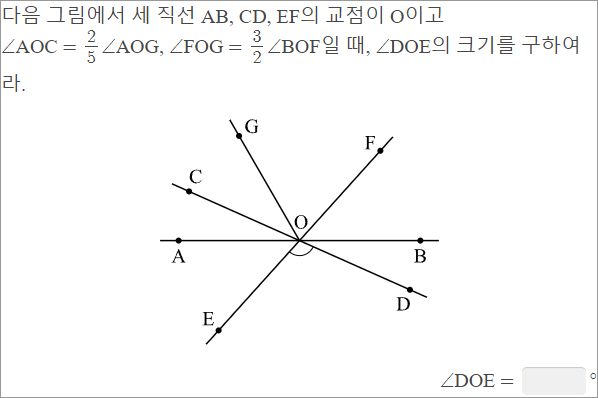 다음 그림에서 세 직선 AB, CD, EF의 교점이 O이고
∠AOC = 2/5 ∠AOG, ∠FOG = 3/2 ∠BOF일 때, ∠DOE의 크기를 구하여
라.
G
F
C
O
A
B
D
E
∠DOE = °